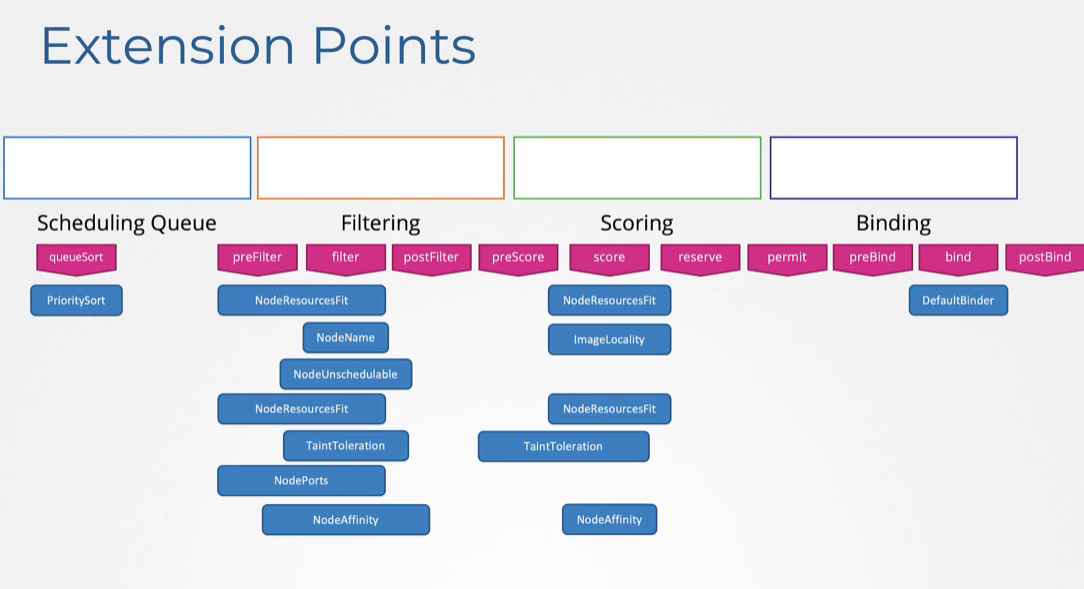 Extension Points
Scheduling Queue
Filtering
Scoring
Binding
queueSort
preFilter
filter
postFilter
preScore
score
reserve
permit
preBind
bind
postBind
PrioritySort
NodeResourcesFit
NodeResourcesFit
DefaultBinder
NodeName
ImageLocality
NodeUnschedulable
NodeResourcesFit
NodeResourcesFit
TaintToleration
TaintToleration
NodePorts
NodeAffinity
NodeAffinity